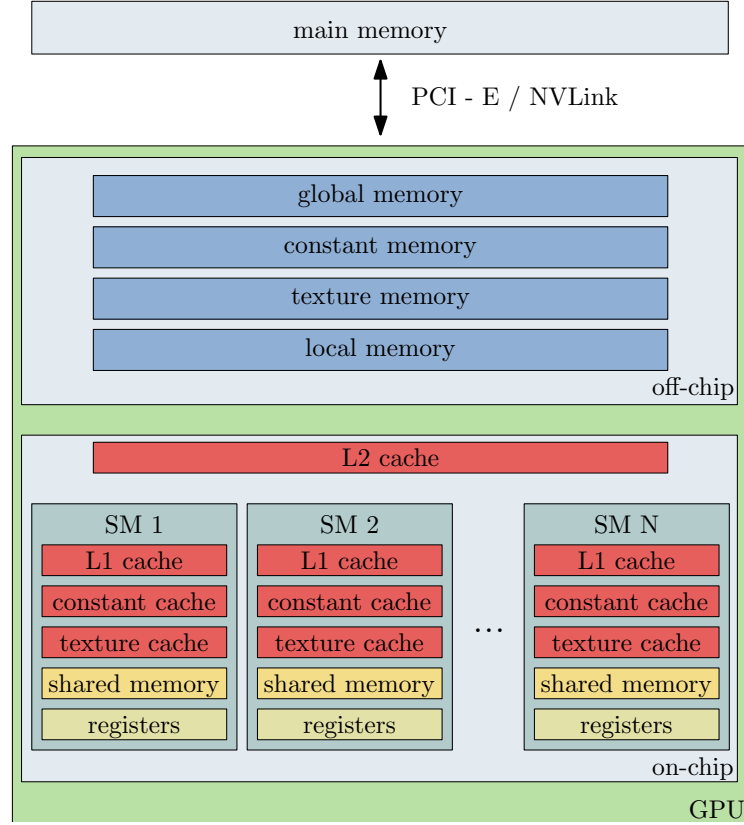 main memory
PCI - E / NVLink
global memory
constant memory
texture memory
local memory
off-chip
L2 cache
SM 1
L1 cache
constant cache
texture cache
shared memory
registers
SM 2
L1 cache
constant cache
texture cache
shared memory
registers
...
SM N
L1 cache
constant cache
texture cache
shared memory
registers
on-chip
GPU